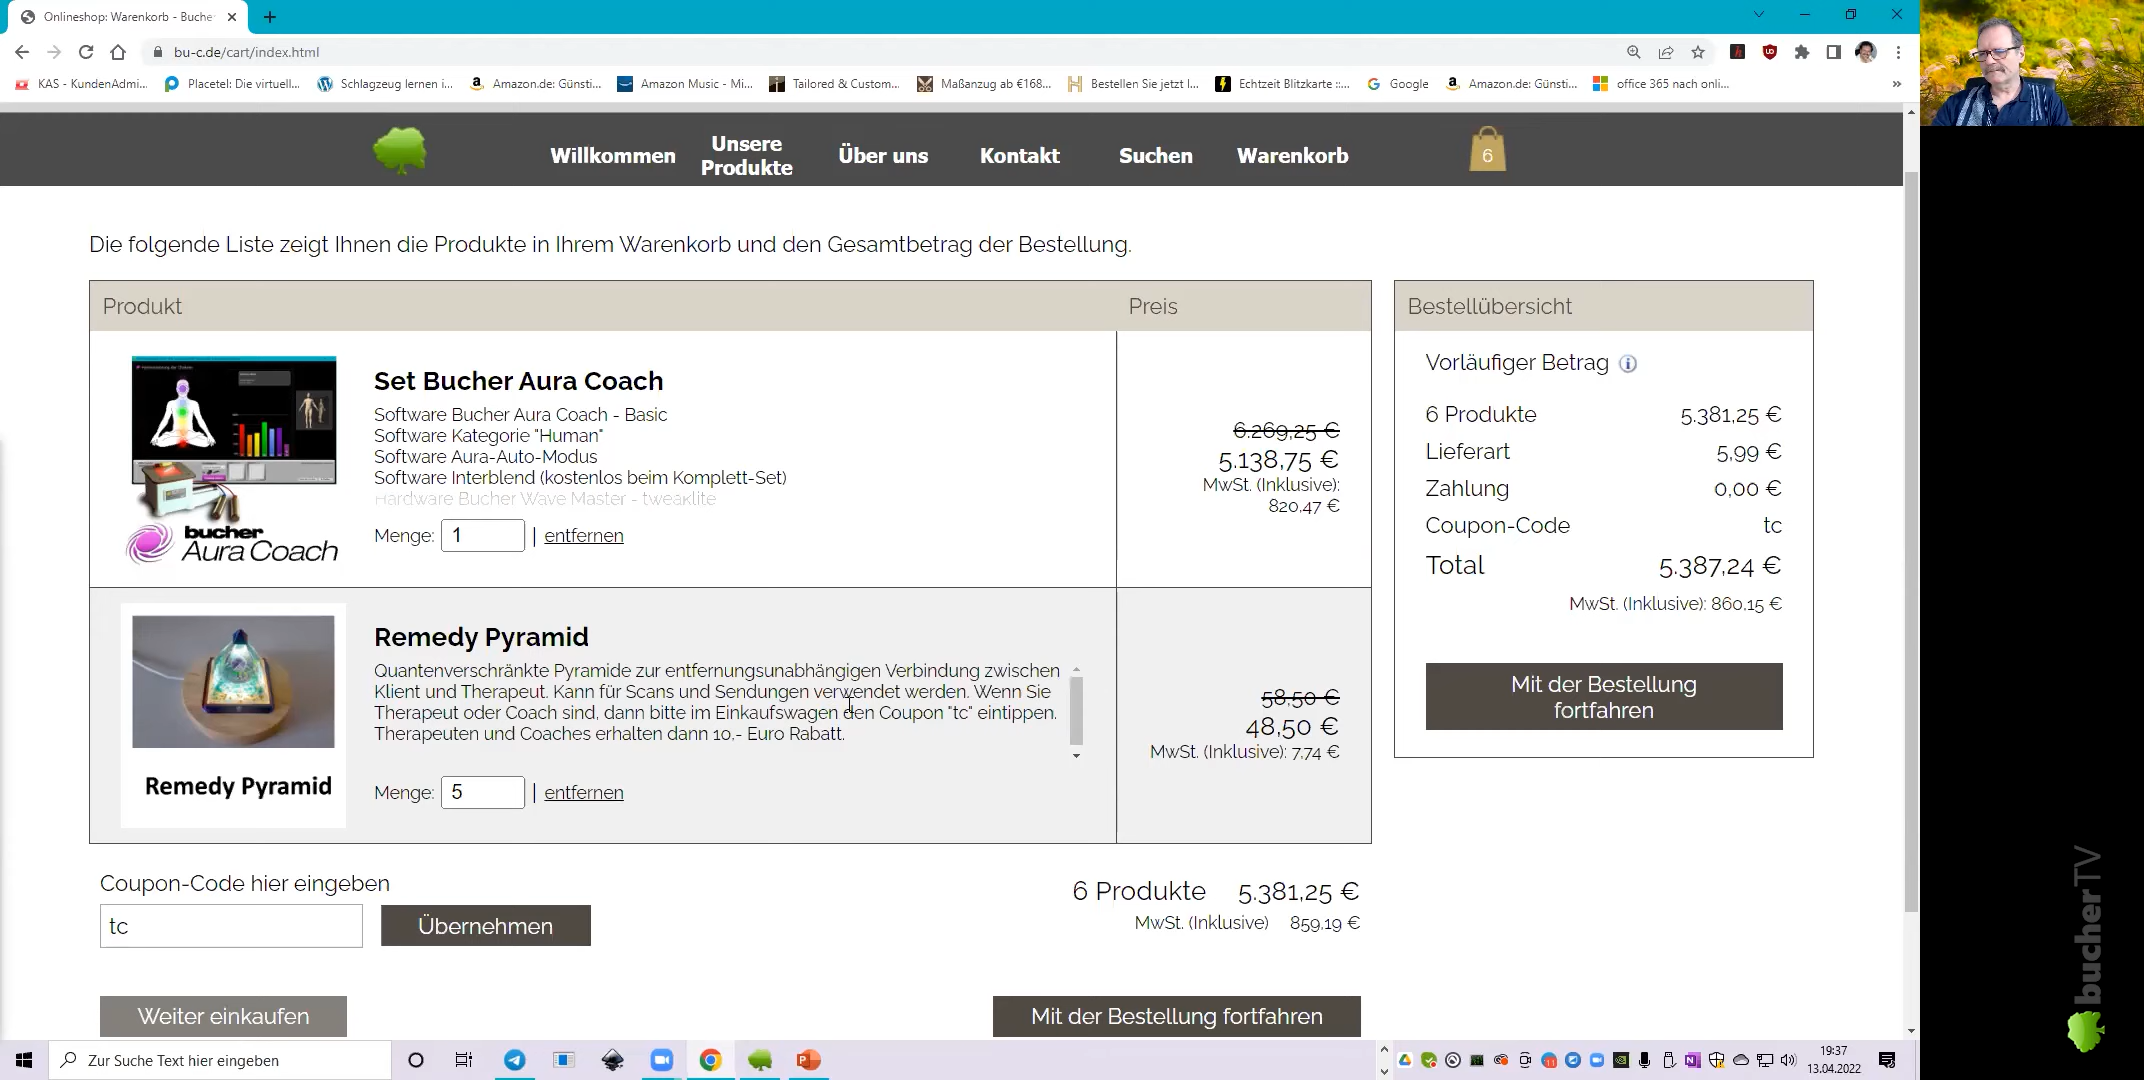 Onlineshop: Warenkorb - Buche
bu-c.de/cart/index.html
KAS - KundenAdmi...
Placetel: Die virtuell...
Schlagzeug lernen i...
Amazon.de: Günsti...
Amazon Music - Mi...
Tailored & Custom...
Maßanzug ab €168...
Bestellen Sie jetzt I...
Echtzeit Blitzkarte ::...
Google
Amazon.de: Günsti...
office 365 nach onli...
Willkommen
Unsere
Produkte
Über uns
Kontakt
Suchen
Warenkorb
6
Die folgende Liste zeigt Ihnen die Produkte in Ihrem Warenkorb und den Gesamtbetrag der Bestellung.
Produkt
Preis
Set Bucher Aura Coach
Software Bucher Aura Coach - Basic
Software Kategorie "Human"
Software Aura-Auto-Modus
Software Interblend (kostenlos beim Komplett-Set)
Hardware Bucher Wave Master - tweaklite
Menge: 1 | entfernen
bucher
Aura Coach
6.269,25 €
5.138,75 €
MwSt. (Inklusive):
820,47 €
Remedy Pyramid
Quantenverschränkte Pyramide zur entfernungsunabhängigen Verbindung zwischen
Klient und Therapeut. Kann für Scans und Sendungen verwendet werden. Wenn Sie
Therapeut oder Coach sind, dann bitte im Einkaufswagen den Coupon "tc" eintippen.
Therapeuten und Coaches erhalten dann 10,- Euro Rabatt.
Menge: 5 | entfernen
Remedy Pyramid
58,50 €
48,50 €
MwSt. (Inklusive): 7,74 €
Coupon-Code hier eingeben
tc
Übernehmen
6 Produkte 5.381,25 €
MwSt. (Inklusive) 859,19 €
Weiter einkaufen
Mit der Bestellung fortfahren
Bestellübersicht
Vorläufiger Betrag
6 Produkte 5.381,25 €
Lieferart 5,99 €
Zahlung 0,00 €
Coupon-Code tc
Total 5.387,24 €
MwSt. (Inklusive): 860,15 €
Mit der Bestellung
fortfahren
bucherTV
Zur Suche Text hier eingeben
19:37
13.04.2022